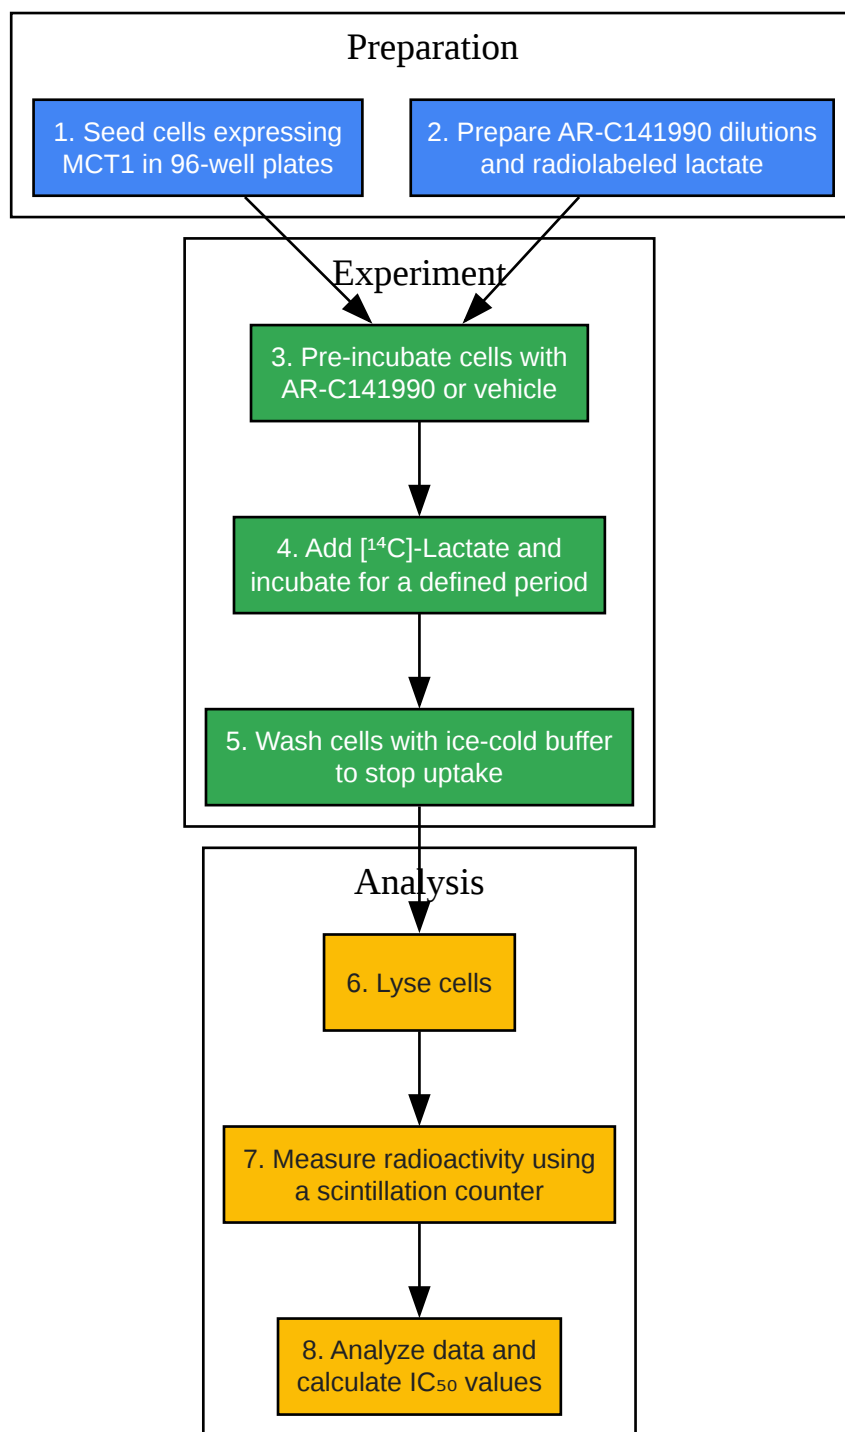 Preparation
1. Seed cells expressing
MCT1 in 96-well plates
2. Prepare AR-C141990 dilutions
and radiolabeled lactate
Experiment
3. Pre-incubate cells with
AR-C141990 or vehicle
4. Add [¹⁴C]-Lactate and
incubate for a defined period
5. Wash cells with ice-cold buffer
to stop uptake
Analysis
6. Lyse cells
7. Measure radioactivity using
a scintillation counter
8. Analyze data and
calculate IC₅₀ values